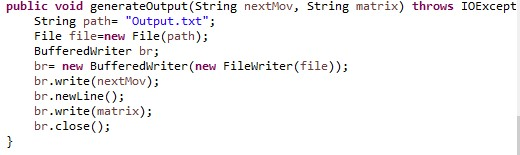 public void generateOutput(String nextMov, String matrix) throws IOExcept
String path= "Output.txt";
File file=new File(path);
BufferedWriter br;
br= new BufferedWriter(new FileWriter(file));
br.write(nextMov);
br.newLine();
br.write(matrix);
br.close();
}